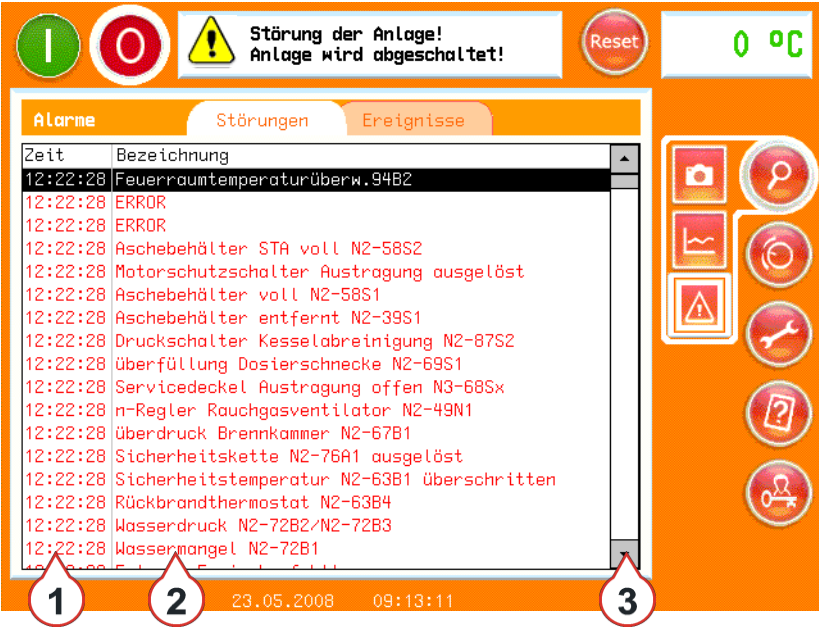 Störung der Anlage!
Anlage wird abgeschaltet!
Reset
0 °C
Alarme
Störungen
Ereignisse
Zeit Bezeichnung
12:22:28 Feuerraumtemperaturüberw.94B2
12:22:28 ERROR
12:22:28 ERROR
12:22:28 Aschebehälter STA voll N2-58S2
12:22:28 Motorschutzschalter Austragung ausgelöst
12:22:28 Aschebehälter voll N2-58S1
12:22:28 Aschebehälter entfernt N2-39S1
12:22:28 Druckschalter Kesselabreinigung N2-87S2
12:22:28 überfüllung Dosierschnecke N2-69S1
12:22:28 Servicedeckel Austragung offen N3-68Sx
12:22:28 n-Regler Rauchgasventilator N2-49N1
12:22:28 überdruck Brennkammer N2-67B1
12:22:28 Sicherheitskette N2-76A1 ausgelöst
12:22:28 Sicherheitstemperatur N2-63B1 überschritten
12:22:28 Rückbrandthermostat N2-63B4
12:22:28 Wasserdruck N2-72B2/N2-72B3
12:22:28 Wassermangel N2-72B1
1
2
3
23.05.2008 09:13:11